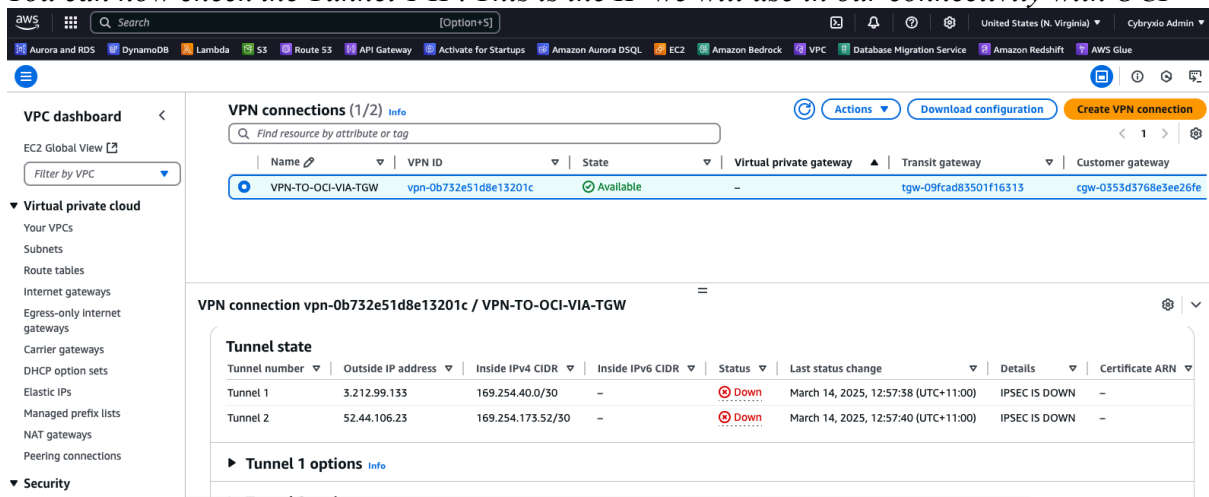 You can now check the Tunnel 1 IP. This is the IP we will use in our connectivity with OCI
aws Search [Option+S] United States (N. Virginia) ▼ Cybryxio Admin ▼
Aurora and RDS DynamoDB Lambda S3 Route 53 API Gateway Activate for Startups Amazon Aurora DSQL EC2 Amazon Bedrock VPC Database Migration Service Amazon Redshift AWS Glue
VPC dashboard
EC2 Global View
Filter by VPC
Virtual private cloud
Your VPCs
Subnets
Route tables
Internet gateways
Egress-only internet
gateways
Carrier gateways
DHCP option sets
Elastic IPs
Managed prefix lists
NAT gateways
Peering connections
Security
VPN connections (1/2) Info Actions Download configuration Create VPN connection
Find resource by attribute or tag 1
Name VPN ID State Virtual private gateway Transit gateway Customer gateway
VPN-TO-OCI-VIA-TGW vpn-0b732e51d8e13201c Available – tgw-09fcad83501f16313 cgw-0353d3768e3ee26fe
VPN connection vpn-0b732e51d8e13201c / VPN-TO-OCI-VIA-TGW
Tunnel state
Tunnel number Outside IP address Inside IPv4 CIDR Inside IPv6 CIDR Status Last status change Details Certificate ARN
Tunnel 1 3.212.99.133 169.254.40.0/30 – Down March 14, 2025, 12:57:38 (UTC+11:00) IPSEC IS DOWN –
Tunnel 2 52.44.106.23 169.254.173.52/30 – Down March 14, 2025, 12:57:40 (UTC+11:00) IPSEC IS DOWN –
Tunnel 1 options Info